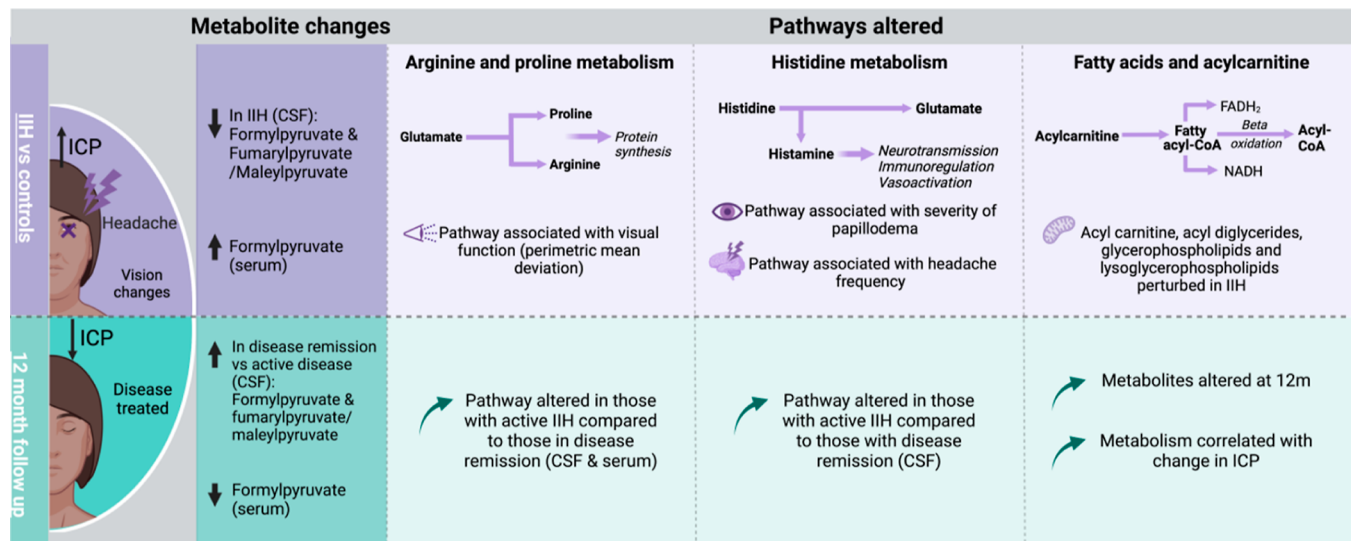 Metabolite changes
Pathways altered
IIH vs controls
ICP
Headache
Vision
changes
In IIH (CSF):
Formylpyruvate &
Fumarylpyruvate
/Maleylpyruvate
Formylpyruvate
(serum)
Arginine and proline metabolism
Glutamate
Proline
Arginine
Protein
synthesis
Pathway associated with visual
function (perimetric mean
deviation)
Histidine metabolism
Histidine
Glutamate
Histamine
Neurotransmission
Immunoregulation
Vasoactivation
Pathway associated with severity of
papillodema
Pathway associated with headache
frequency
Fatty acids and acylcarnitine
Acylcarnitine
Fatty
acyl-CoA
FADH₂
Beta
oxidation
Acyl-
CoA
NADH
Acyl carnitine, acyl diglycerides,
glycerophospholipids and
lysoglycerophospholipids
perturbed in IIH
12 month follow up
ICP
Disease
treated
In disease remission
vs active disease
(CSF):
Formylpyruvate &
fumarylpyruvate/
maleylpyruvate
Formylpyruvate
(serum)
Pathway altered in those
with active IIH compared
to those in disease
remission (CSF & serum)
Pathway altered in those
with active IIH compared
to those with disease
remission (CSF)
Metabolites altered at 12m
Metabolism correlated with
change in ICP